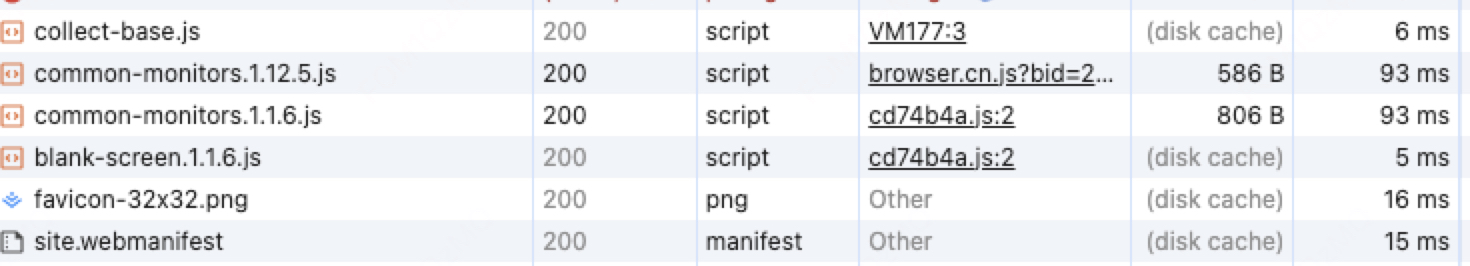 collect-base.js 200 script VM177:3 (disk cache) 6 ms
common-monitors.1.12.5.js 200 script browser.cn.js?bid=2... 586 B 93 ms
common-monitors.1.1.6.js 200 script cd74b4a.js:2 806 B 93 ms
blank-screen.1.1.6.js 200 script cd74b4a.js:2 (disk cache) 5 ms
favicon-32x32.png 200 png Other (disk cache) 16 ms
site.webmanifest 200 manifest Other (disk cache) 15 ms